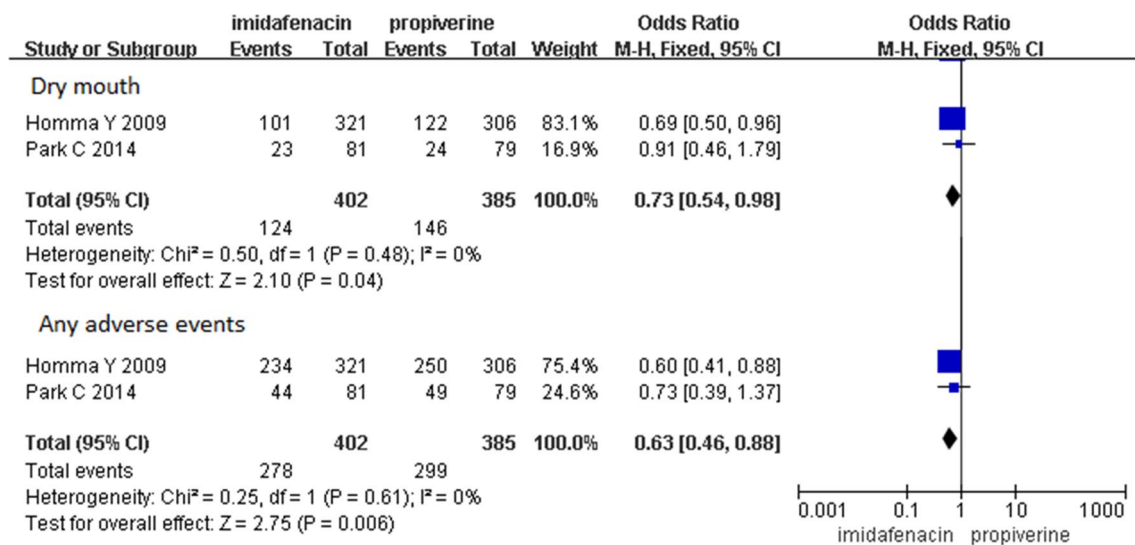 imidafenacin propiverine Odds Ratio Odds Ratio
Study or Subgroup Events Total Events Total Weight M-H, Fixed, 95% CI M-H, Fixed, 95% CI
Dry mouth
Homma Y 2009 101 321 122 306 83.1% 0.69 [0.50, 0.96]
Park C 2014 23 81 24 79 16.9% 0.91 [0.46, 1.79]
Total (95% CI) 402 385 100.0% 0.73 [0.54, 0.98]
Total events 124 146
Heterogeneity: Chi² = 0.50, df = 1 (P = 0.48); I² = 0%
Test for overall effect: Z = 2.10 (P = 0.04)
Any adverse events
Homma Y 2009 234 321 250 306 75.4% 0.60 [0.41, 0.88]
Park C 2014 44 81 49 79 24.6% 0.73 [0.39, 1.37]
Total (95% CI) 402 385 100.0% 0.63 [0.46, 0.88]
Total events 278 299
Heterogeneity: Chi² = 0.25, df = 1 (P = 0.61); I² = 0%
Test for overall effect: Z = 2.75 (P = 0.006)
0.001 0.1 1 10 1000
imidafenacin propiverine